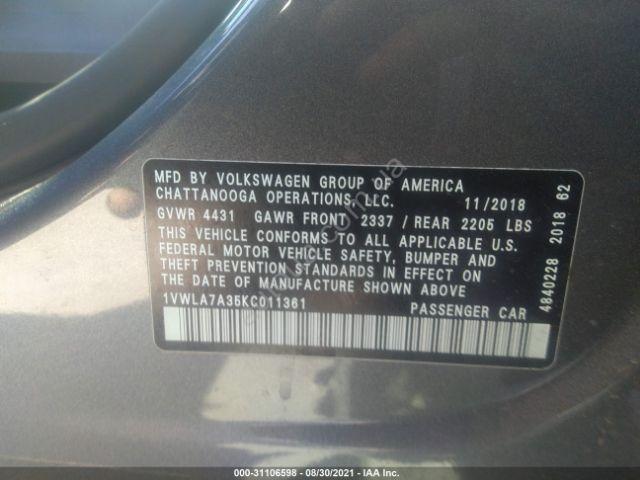 MFD BY VOLKSWAGEN GROUP OF AMERICA
CHATTANOOGA OPERATIONS, LLC. 11/2018
GVWR 4431 GAWR FRONT 2337 / REAR 2205 LBS
THIS VEHICLE CONFORMS TO ALL APPLICABLE U.S.
FEDERAL MOTOR VEHICLE SAFETY, BUMPER AND
THEFT PREVENTION STANDARDS IN EFFECT ON
THE DATE OF MANUFACTURE SHOWN ABOVE
1VWLA7A35KC011361 PASSENGER CAR
4840228 2018 62
000-31106598 - 08/30/2021 - IAA Inc.